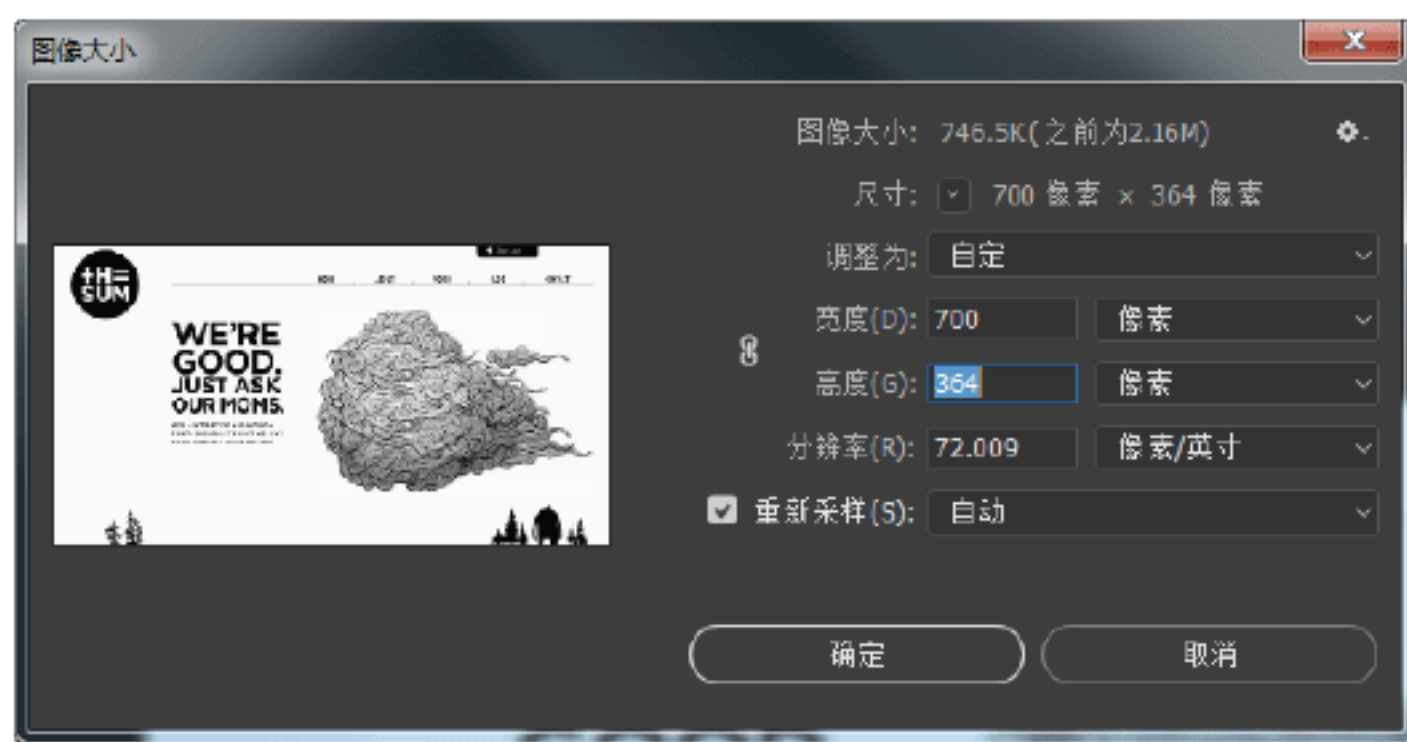 图像大小
图像大小: 746.5K(之前为2.16M)
尺寸: 700 像素 × 364 像素
调整为: 自定
宽度(D): 700 像素
高度(G): 364 像素
分辨率(R): 72.009 像素/英寸
重新采样(S): 自动
确定 取消
+H=
SUM
WE'RE
GOOD.
JUST ASK
OUR MOMS.